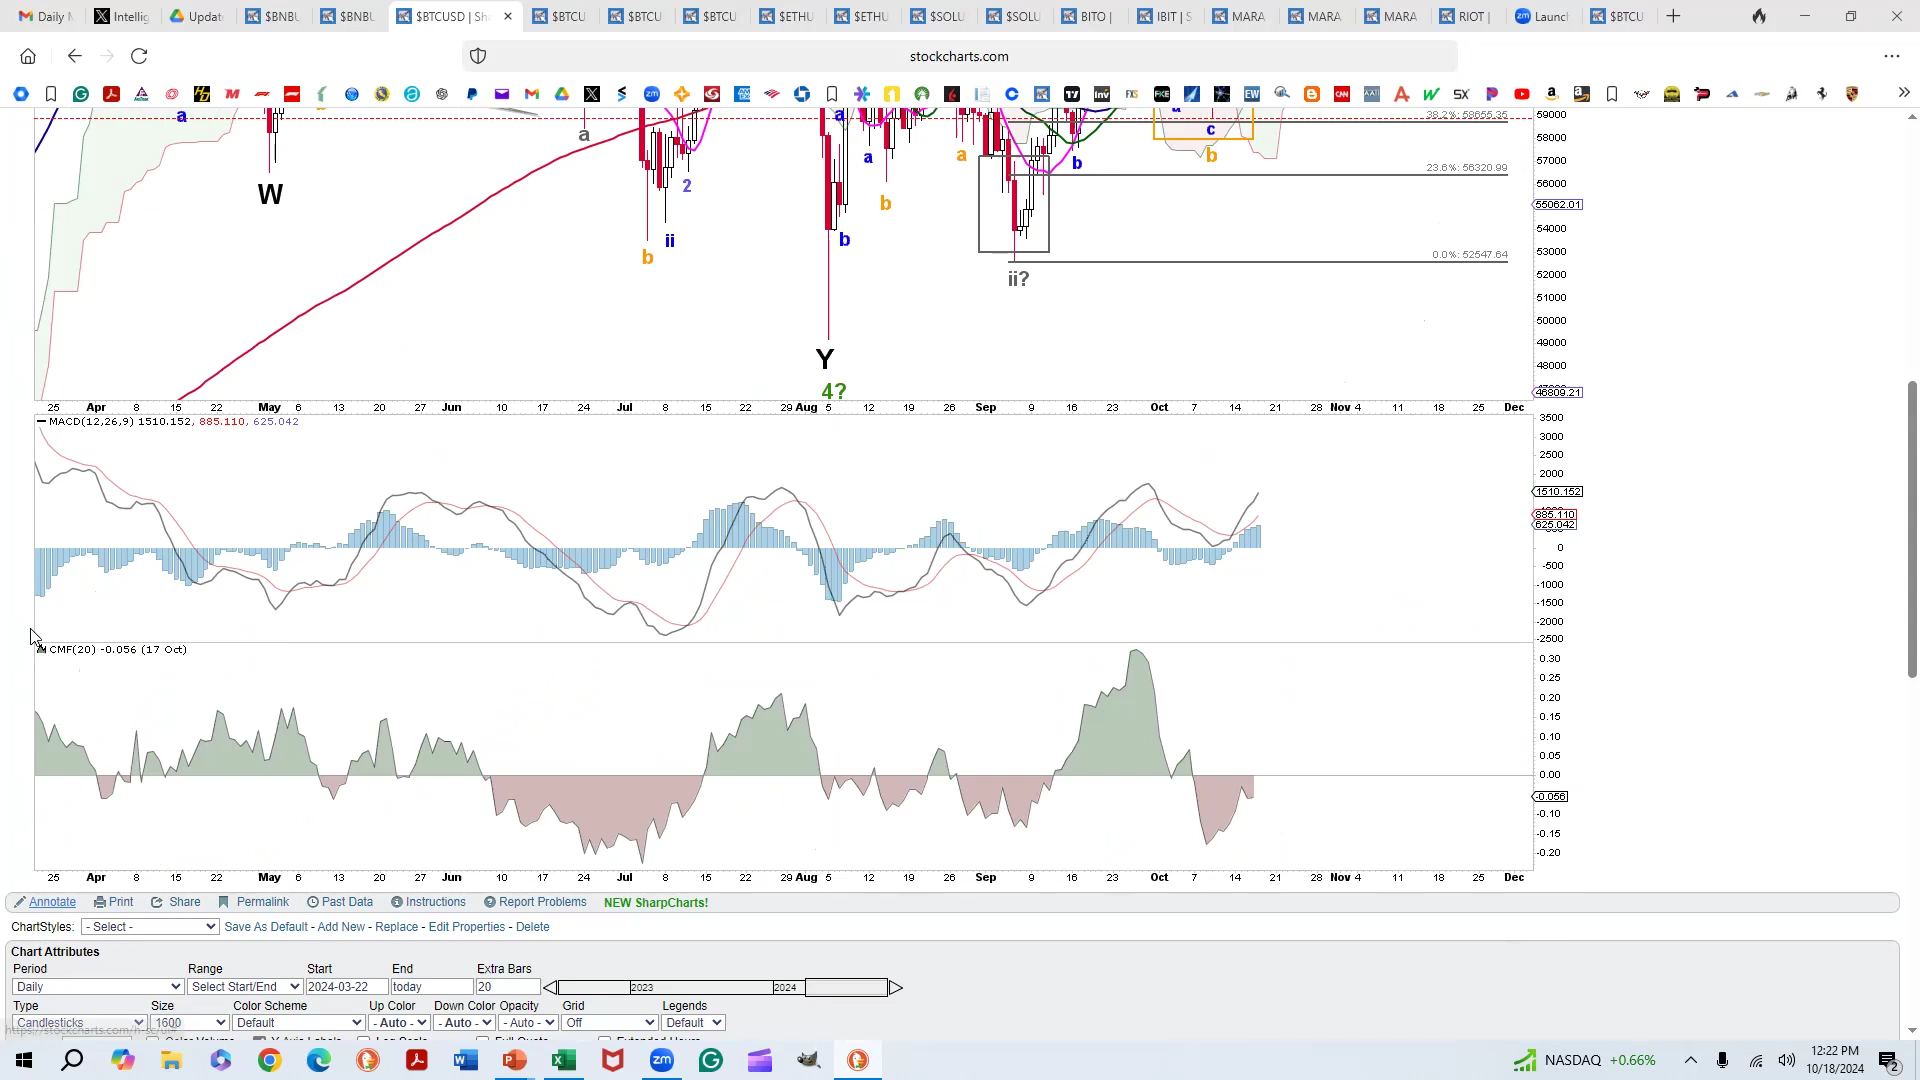 Daily M
Intellig
Update
$BNBU
$BNBU
$BTCUSD | Sha
$BTCU
$BTCU
$BTCU
$ETHU
$ETHU
$SOLU
$SOLU
BITO |
IBIT | S
MARA
MARA
MARA
RIOT |
Launch
$BTCU
stockcharts.com
a
W
a
b
ii
2
a
b
a
b
Y
4?
a
b
ii?
b
c
b
38.2%: 58655.35
23.6%: 56320.99
0.0%: 52547.64
59000
58000
57000
56000
55062.01
54000
53000
52000
51000
50000
49000
48000
46809.21
25 Apr 8 15 22 May 6 13 20 27 Jun 10 17 24 Jul 8 15 22 29 Aug 5 12 19 26 Sep 9 16 23 Oct 7 14 21 28 Nov 4 11 18 25 Dec
MACD(12,26,9) 1510.152, 885.110, 625.042
3500
3000
2500
2000
1510.152
885.110
625.042
0
-500
-1000
-1500
-2000
-2500
CMF(20) -0.056 (17 Oct)
0.30
0.25
0.20
0.15
0.10
0.05
0.00
-0.056
-0.10
-0.15
-0.20
25 Apr 8 15 22 May 6 13 20 27 Jun 10 17 24 Jul 8 15 22 29 Aug 5 12 19 26 Sep 9 16 23 Oct 7 14 21 28 Nov 4 11 18 25 Dec
Annotate Print Share Permalink Past Data Instructions Report Problems NEW SharpCharts!
ChartStyles: - Select - Save As Default - Add New - Replace - Edit Properties - Delete
Chart Attributes
Period Range Start End Extra Bars
Daily Select Start/End 2024-03-22 today 20 2023 2024
Type Size Color Scheme Up Color Down Color Opacity Grid Legends
Candlesticks 1600 Default - Auto - - Auto - - Auto - Off Default
NASDAQ +0.66%
12:22 PM
10/18/2024
2